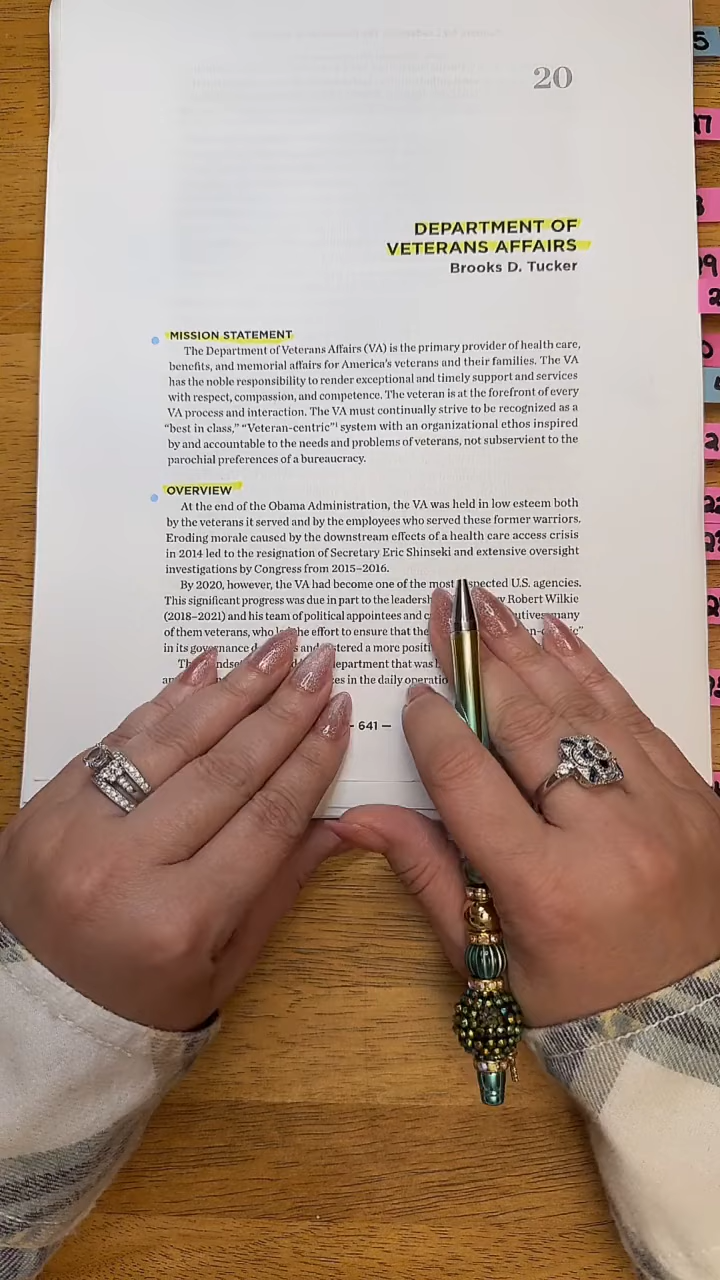 20
DEPARTMENT OF
VETERANS AFFAIRS
Brooks D. Tucker
MISSION STATEMENT
The Department of Veterans Affairs (VA) is the primary provider of health care,
benefits, and memorial affairs for America's veterans and their families. The VA
has the noble responsibility to render exceptional and timely support and services
with respect, compassion, and competence. The veteran is at the forefront of every
VA process and interaction. The VA must continually strive to be recognized as a
"best in class," "Veteran-centric"¹ system with an organizational ethos inspired
by and accountable to the needs and problems of veterans, not subservient to the
parochial preferences of a bureaucracy.
OVERVIEW
At the end of the Obama Administration, the VA was held in low esteem both
by the veterans it served and by the employees who served these former warriors.
Eroding morale caused by the downstream effects of a health care access crisis
in 2014 led to the resignation of Secretary Eric Shinseki and extensive oversight
investigations by Congress from 2015–2016.
By 2020, however, the VA had become one of the most respected U.S. agencies.
This significant progress was due in part to the Robert Wilkie
(2018–2021) and his team of political appointees and many
of them veterans, who the effort to ensure that the
in its governance and a more
department that was
in the daily
— 641 —
5